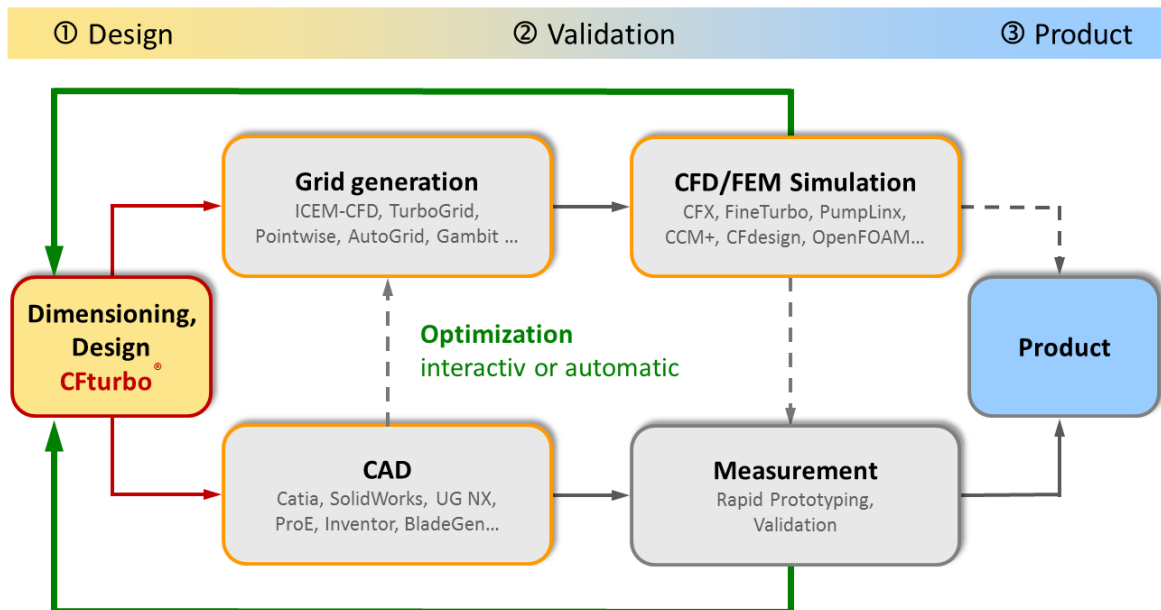 ① Design
② Validation
③ Product
Grid generation
ICEM-CFD, TurboGrid,
Pointwise, AutoGrid, Gambit ...
CFD/FEM Simulation
CFX, FineTurbo, PumpLinx,
CCM+, CFdesign, OpenFOAM...
Dimensioning,
Design
CFturbo®
Optimization
interactiv or automatic
Product
CAD
Catia, SolidWorks, UG NX,
ProE, Inventor, BladeGen...
Measurement
Rapid Prototyping,
Validation